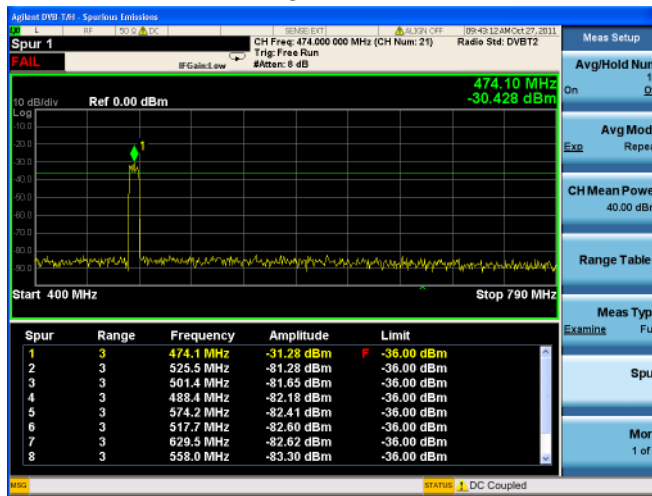 Agilent DVB-T/H - Spurious Emissions
L RF 50 Ω DC SENSE:EXT ALIGN OFF 09:43:12 AM Oct 27, 2011
Spur 1 CH Freq: 474.000 000 MHz (CH Num: 21) Radio Std: DVBT2
Trig: Free Run
FAIL IFGain:Low #Atten: 8 dB
474.10 MHz
10 dB/div Ref 0.00 dBm -30.428 dBm
Log
-10.0
1
-20.0
-30.0
-40.0
-50.0
-60.0
-70.0
-80.0
-90.0
Start 400 MHz Stop 790 MHz
Spur Range Frequency Amplitude Limit
1 3 474.1 MHz -31.28 dBm F -36.00 dBm
2 3 525.5 MHz -81.28 dBm -36.00 dBm
3 3 501.4 MHz -81.65 dBm -36.00 dBm
4 3 488.4 MHz -82.18 dBm -36.00 dBm
5 3 574.2 MHz -82.41 dBm -36.00 dBm
6 3 517.7 MHz -82.60 dBm -36.00 dBm
7 3 629.5 MHz -82.62 dBm -36.00 dBm
8 3 558.0 MHz -83.30 dBm -36.00 dBm
MSG STATUS DC Coupled
Meas Setup
Avg/Hold Num
1
On O
Avg Mod
Exp Repea
CH Mean Powe
40.00 dBr
Range Table
Meas Typ
Examine Fu
Spu
Mor
1 of